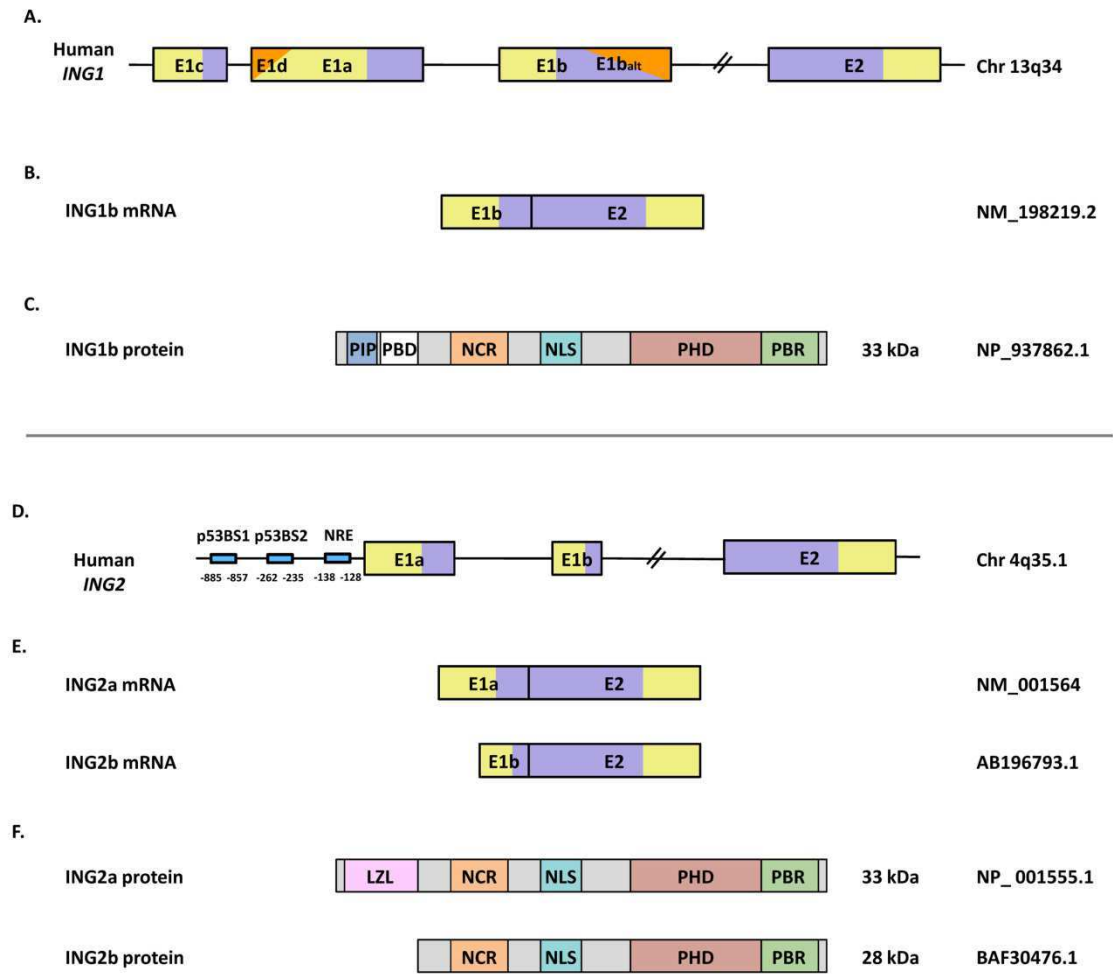 A.
Human
ING1
E1c E1d E1a E1b E1balt E2 Chr 13q34
B.
ING1b mRNA E1b E2 NM_198219.2
C.
ING1b protein PIP PBD NCR NLS PHD PBR 33 kDa NP_937862.1
D.
p53BS1 p53BS2 NRE
Human
ING2
E1a E1b E2 Chr 4q35.1
-885 -857 -262 -235 -138 -128
E.
ING2a mRNA E1a E2 NM_001564
ING2b mRNA E1b E2 AB196793.1
F.
ING2a protein LZL NCR NLS PHD PBR 33 kDa NP_ 001555.1
ING2b protein NCR NLS PHD PBR 28 kDa BAF30476.1